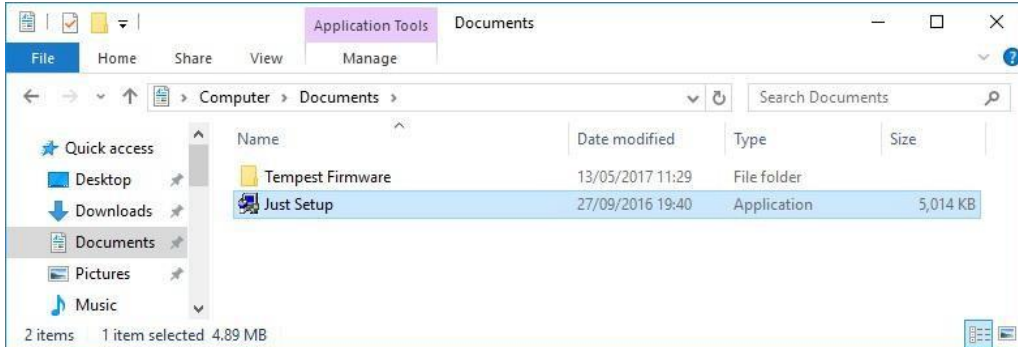 Application Tools Documents
File Home Share View Manage
Computer > Documents >
Search Documents
Name Date modified Type Size
Quick access
Desktop
Downloads
Documents
Pictures
Music
Tempest Firmware 13/05/2017 11:29 File folder
Just Setup 27/09/2016 19:40 Application 5,014 KB
2 items 1 item selected 4.89 MB